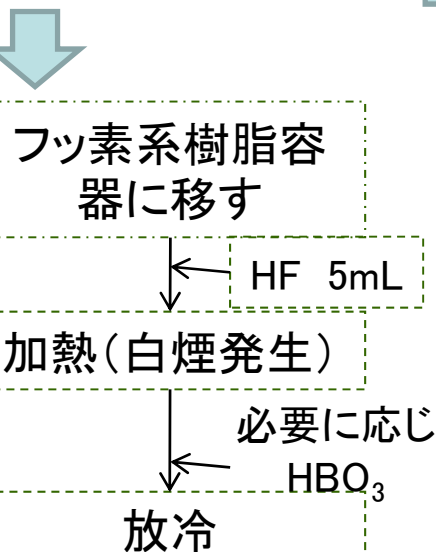 フッ素系樹脂容
器に移す
HF 5mL
加熱(白煙発生)
必要に応じ
HBO₃
放冷